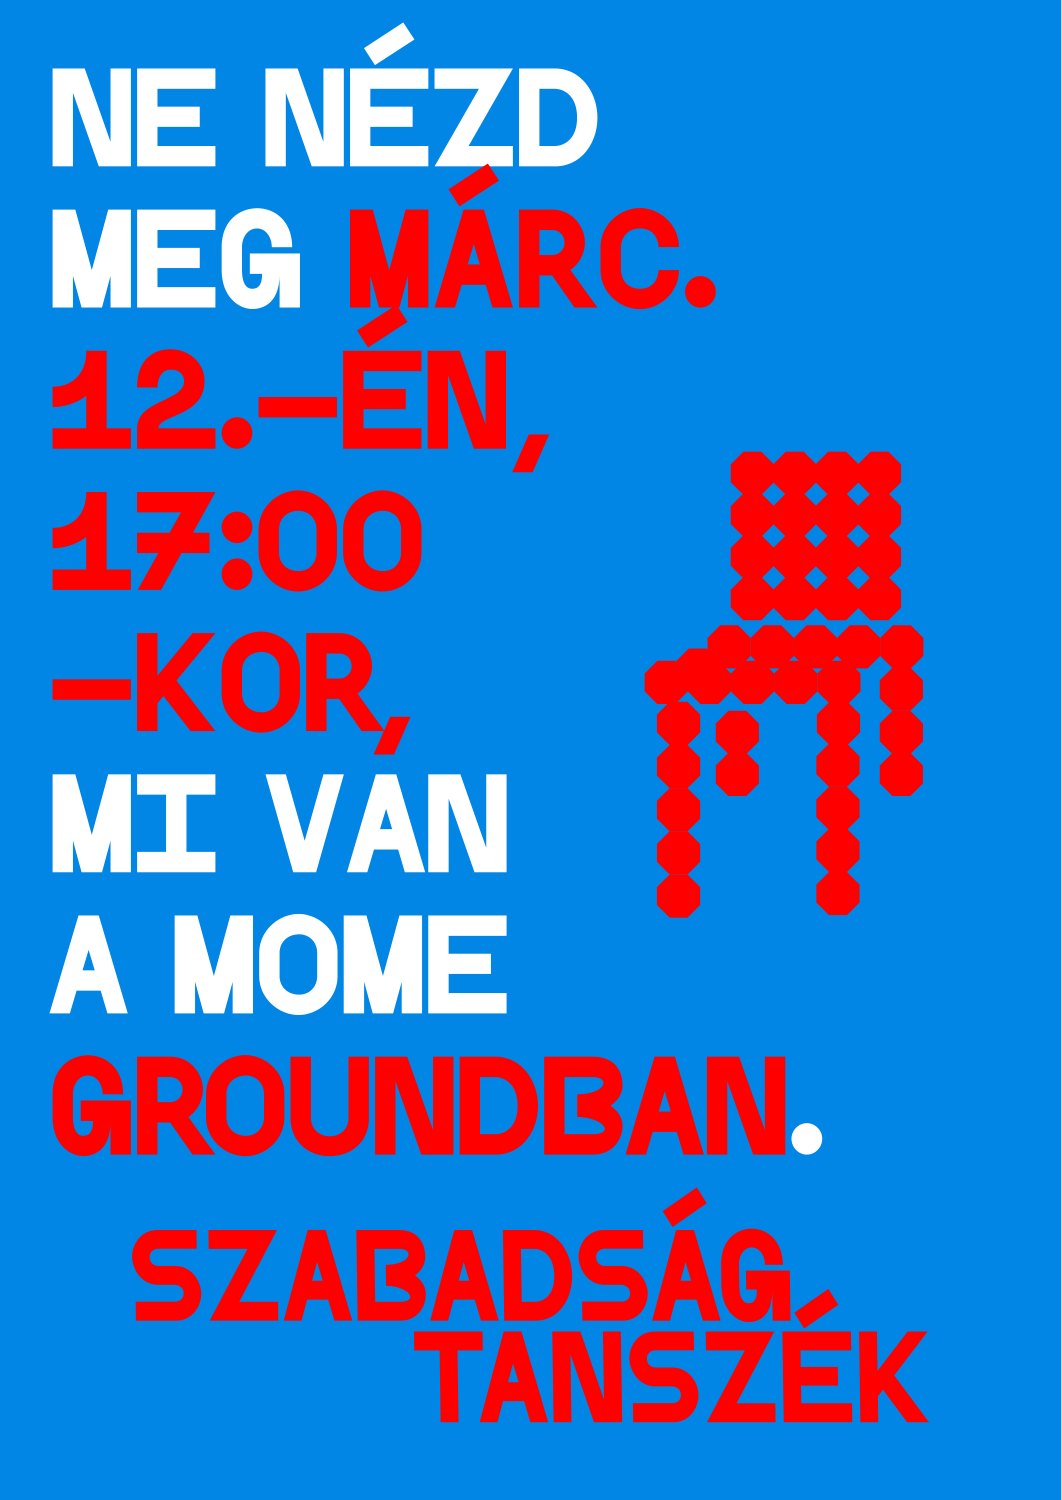 NE NÉZD
MEG MÁRC.
12.–ÉN,
17:00
–KOR,
MI VAN
A MOME
GROUNDBAN.
SZABADSÁG
TANSZÉK